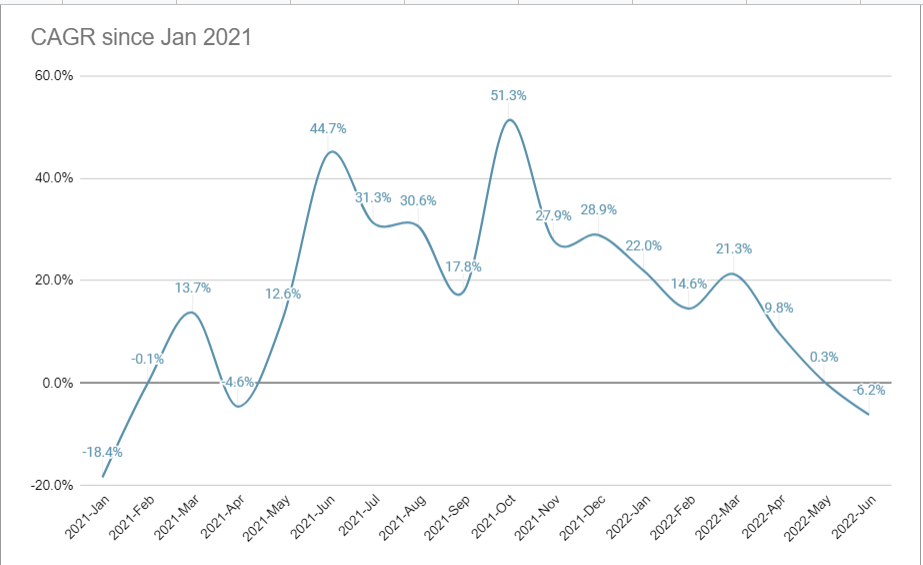 CAGR since Jan 2021
60.0%
40.0%
20.0%
0.0%
-20.0%
-18.4%
-0.1%
13.7%
-4.6%
12.6%
44.7%
31.3%
30.6%
17.8%
51.3%
27.9%
28.9%
22.0%
14.6%
21.3%
9.8%
0.3%
-6.2%
2021-Jan
2021-Feb
2021-Mar
2021-Apr
2021-May
2021-Jun
2021-Jul
2021-Aug
2021-Sep
2021-Oct
2021-Nov
2021-Dec
2022-Jan
2022-Feb
2022-Mar
2022-Apr
2022-May
2022-Jun